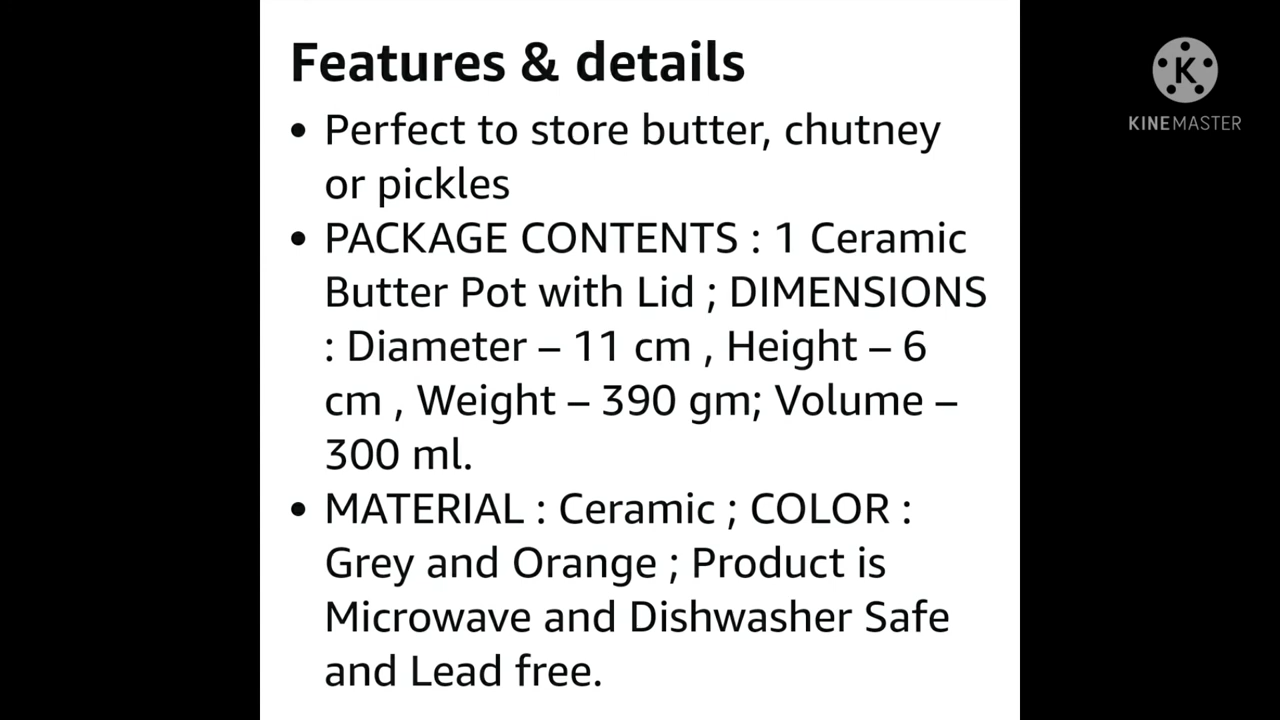 Features & details
• Perfect to store butter, chutney
or pickles
• PACKAGE CONTENTS : 1 Ceramic
Butter Pot with Lid ; DIMENSIONS
: Diameter – 11 cm , Height – 6
cm , Weight – 390 gm; Volume –
300 ml.
• MATERIAL : Ceramic ; COLOR :
Grey and Orange ; Product is
Microwave and Dishwasher Safe
and Lead free.
K
KINEMASTER